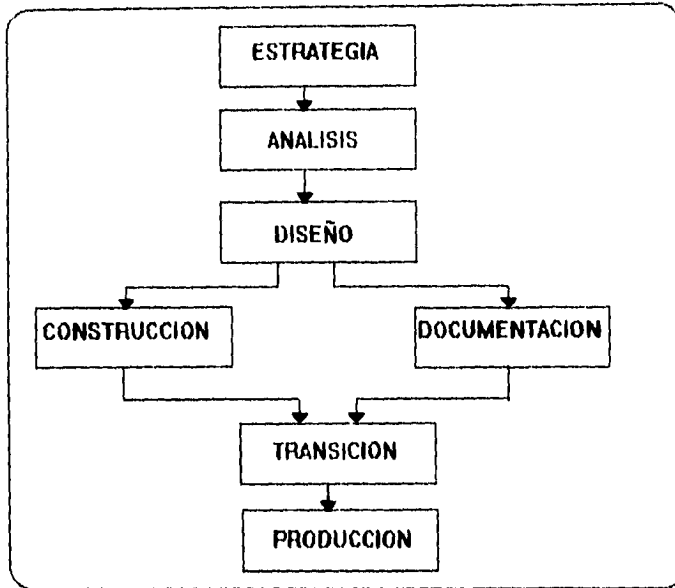 ESTRATEGIA
ANALISIS
DISEÑO
CONSTRUCCION
DOCUMENTACION
TRANSICION
PRODUCCION